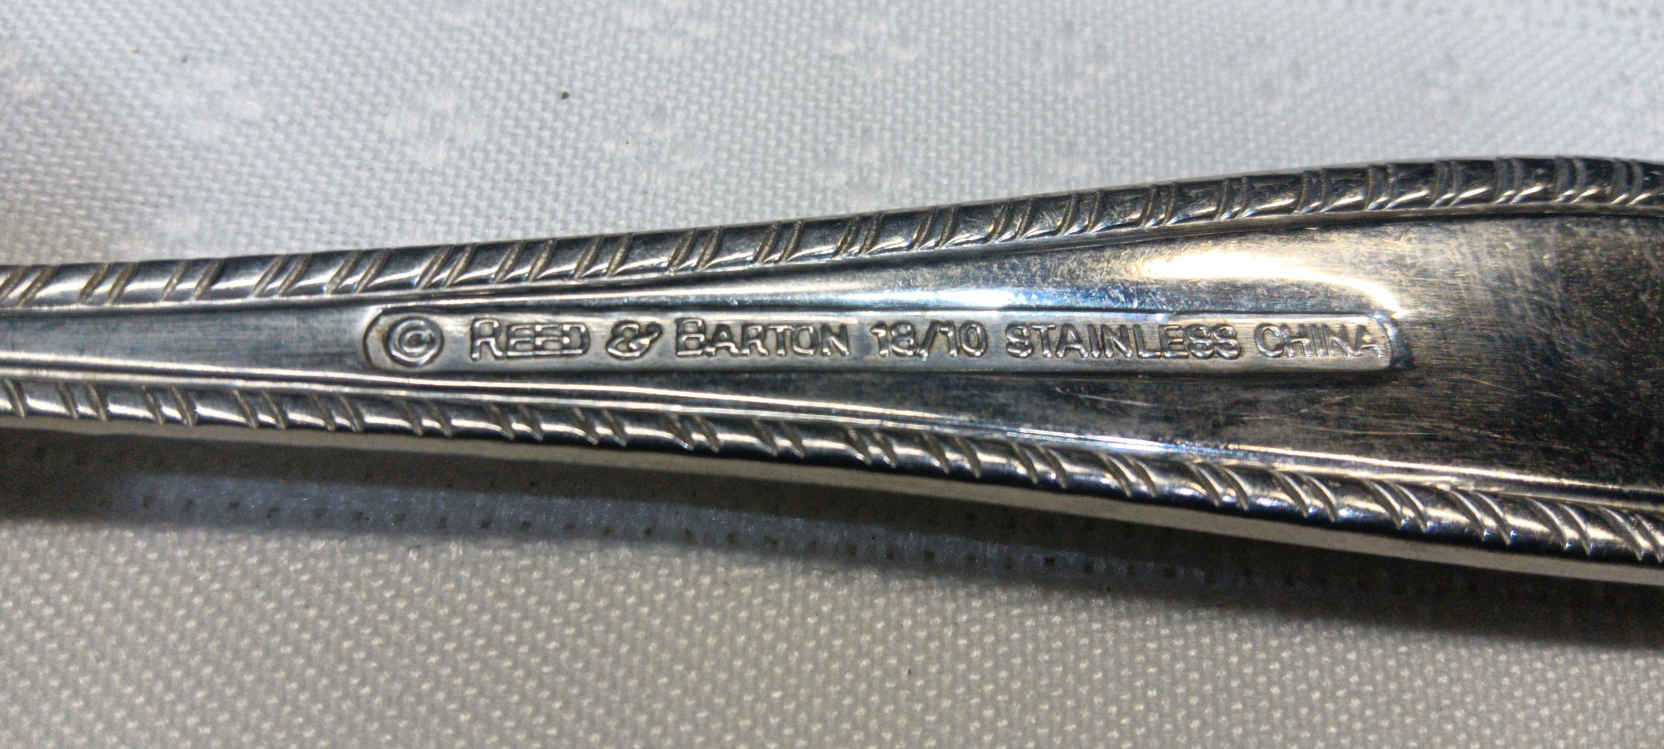 © REED & BARTON 18/10 STAINLESS CHINA